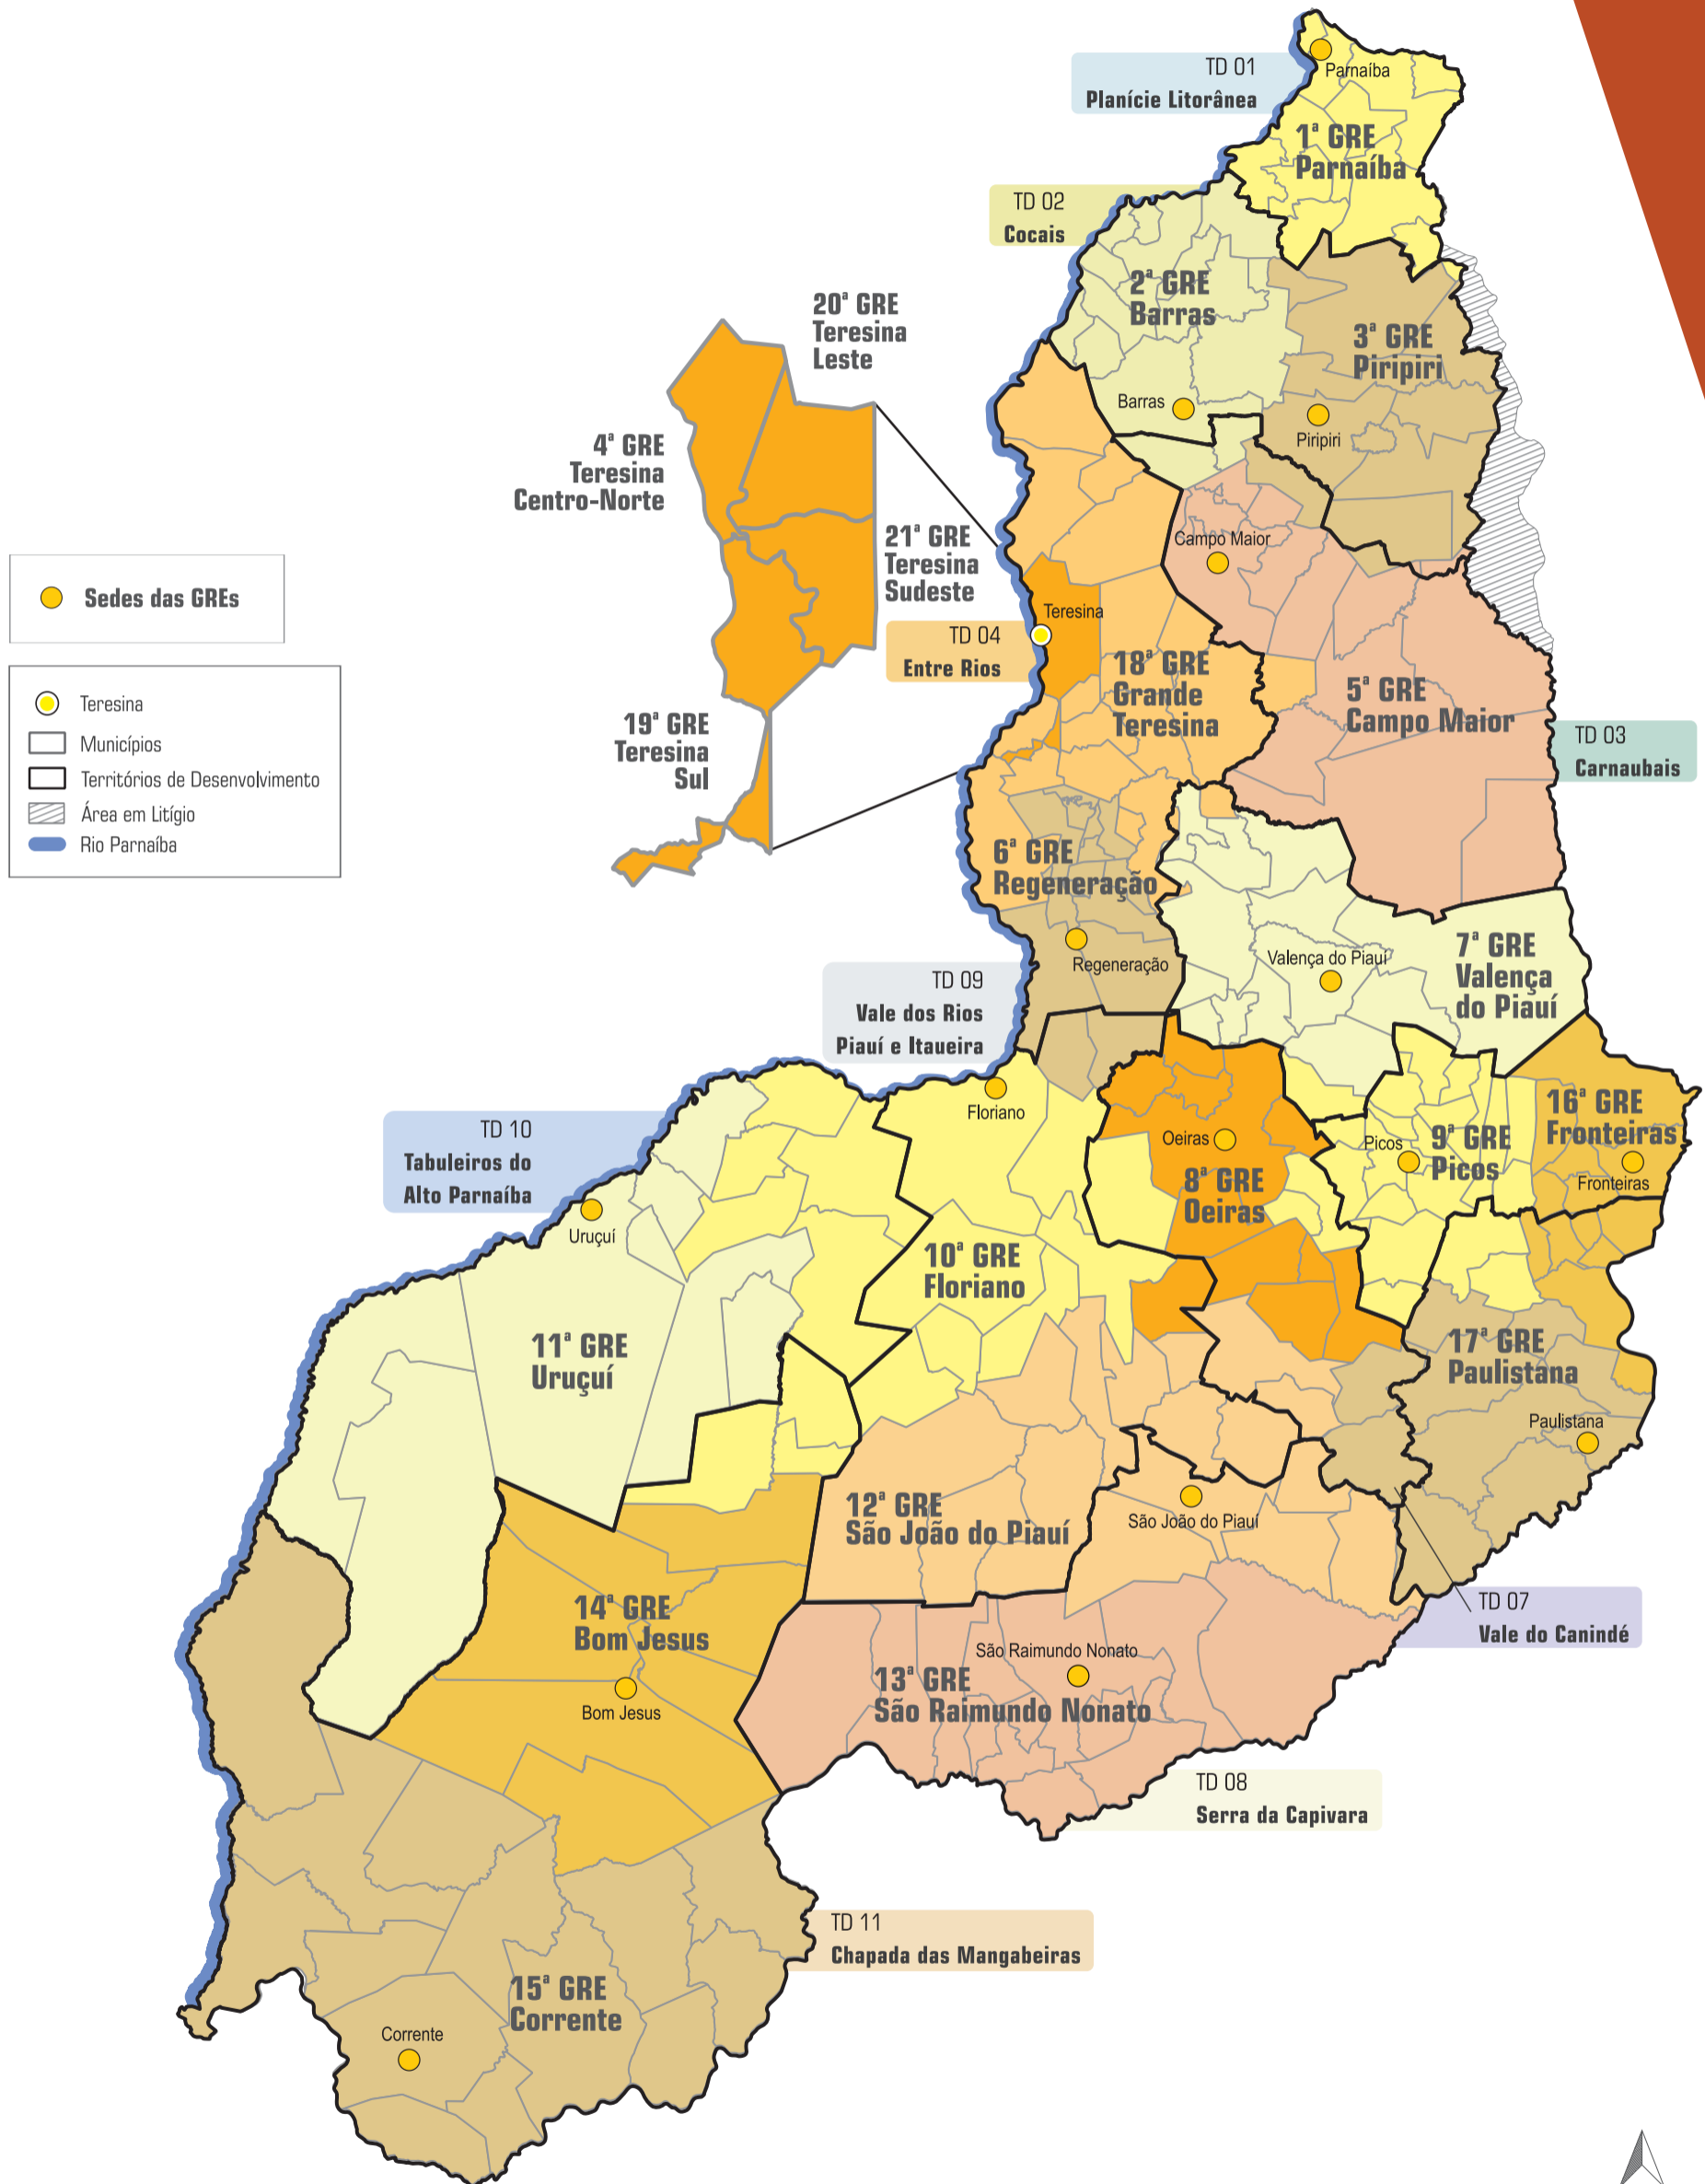 TD 01
Planície Litorânea
Parnaíba
1ª GRE
Parnaíba
TD 02
Cocais
2ª GRE
Barras
3ª GRE
Piripiri
Barras
Piripiri
20ª GRE
Teresina
Leste
4ª GRE
Teresina
Centro-Norte
21ª GRE
Teresina
Sudeste
19ª GRE
Teresina
Sul
Sedes das GREs
Teresina
Municípios
Territórios de Desenvolvimento
Área em Litígio
Rio Parnaíba
Campo Maior
Teresina
TD 04
Entre Rios
18ª GRE
Grande
Teresina
5ª GRE
Campo Maior
TD 03
Carnaubais
6ª GRE
Regeneração
Regeneração
7ª GRE
Valença
do Piauí
Valença do Piauí
TD 09
Vale dos Rios
Piauí e Itaueira
Floriano
TD 10
Tabuleiros do
Alto Parnaíba
Uruçuí
Oeiras
8ª GRE
Oeiras
Picos
9ª GRE
Picos
16ª GRE
Fronteiras
Fronteiras
10ª GRE
Floriano
11ª GRE
Uruçuí
17ª GRE
Paulistana
Paulistana
12ª GRE
São João do Piauí
São João do Piauí
14ª GRE
Bom Jesus
Bom Jesus
TD 07
Vale do Canindé
São Raimundo Nonato
13ª GRE
São Raimundo Nonato
TD 08
Serra da Capivara
TD 11
Chapada das Mangabeiras
15ª GRE
Corrente
Corrente